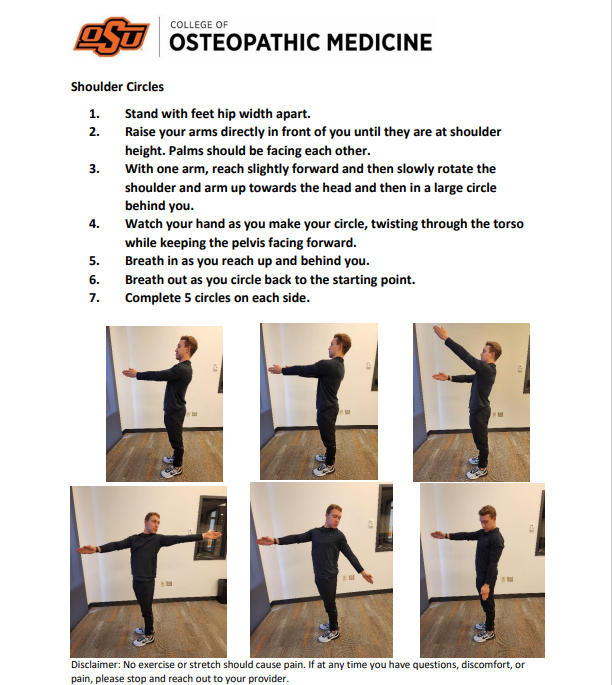 OSU
COLLEGE OF
OSTEOPATHIC MEDICINE
Shoulder Circles
1. Stand with feet hip width apart.
2. Raise your arms directly in front of you until they are at shoulder
height. Palms should be facing each other.
3. With one arm, reach slightly forward and then slowly rotate the
shoulder and arm up towards the head and then in a large circle
behind you.
4. Watch your hand as you make your circle, twisting through the torso
while keeping the pelvis facing forward.
5. Breath in as you reach up and behind you.
6. Breath out as you circle back to the starting point.
7. Complete 5 circles on each side.
Disclaimer: No exercise or stretch should cause pain. If at any time you have questions, discomfort, or
pain, please stop and reach out to your provider.